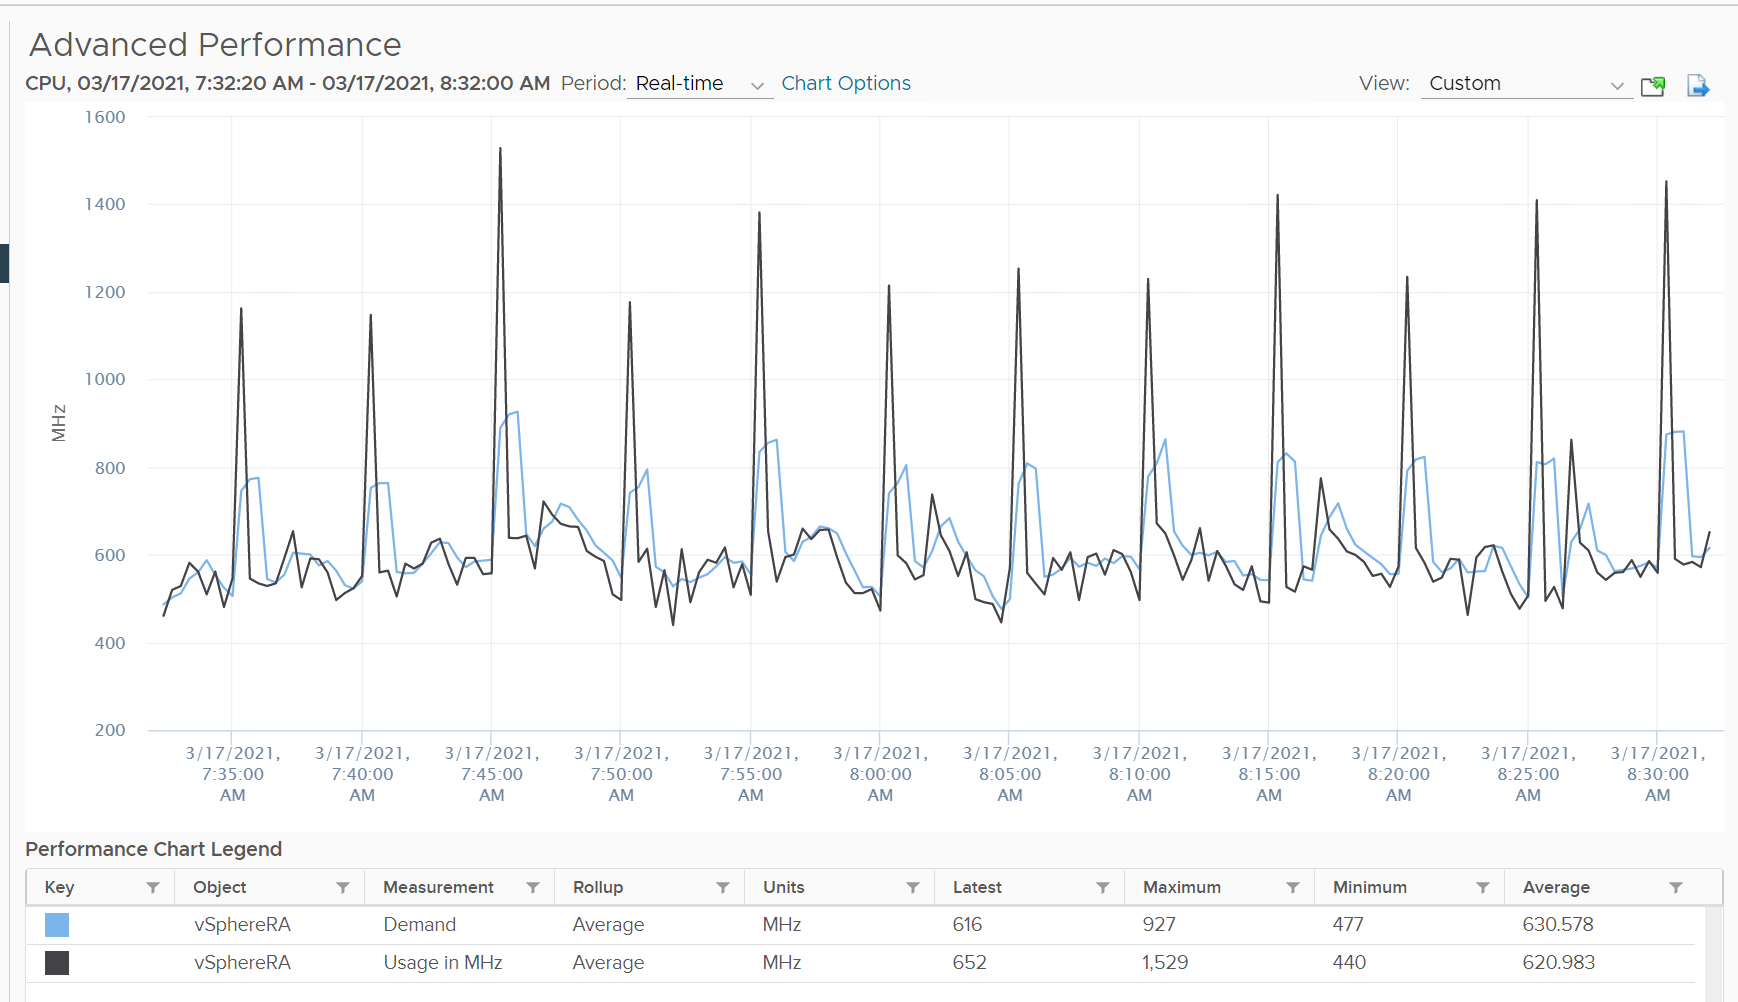 Advanced Performance
CPU, 03/17/2021, 7:32:20 AM - 03/17/2021, 8:32:00 AM Period: Real-time Chart Options View: Custom
1600
1400
1200
1000
800
600
400
200
MHz
3/17/2021, 3/17/2021, 3/17/2021, 3/17/2021, 3/17/2021, 3/17/2021, 3/17/2021, 3/17/2021, 3/17/2021, 3/17/2021, 3/17/2021, 3/17/2021,
7:35:00 7:40:00 7:45:00 7:50:00 7:55:00 8:00:00 8:05:00 8:10:00 8:15:00 8:20:00 8:25:00 8:30:00
AM AM AM AM AM AM AM AM AM AM AM AM
Performance Chart Legend
Key Object Measurement Rollup Units Latest Maximum Minimum Average
vSphereRA Demand Average MHz 616 927 477 630.578
vSphereRA Usage in MHz Average MHz 652 1,529 440 620.983